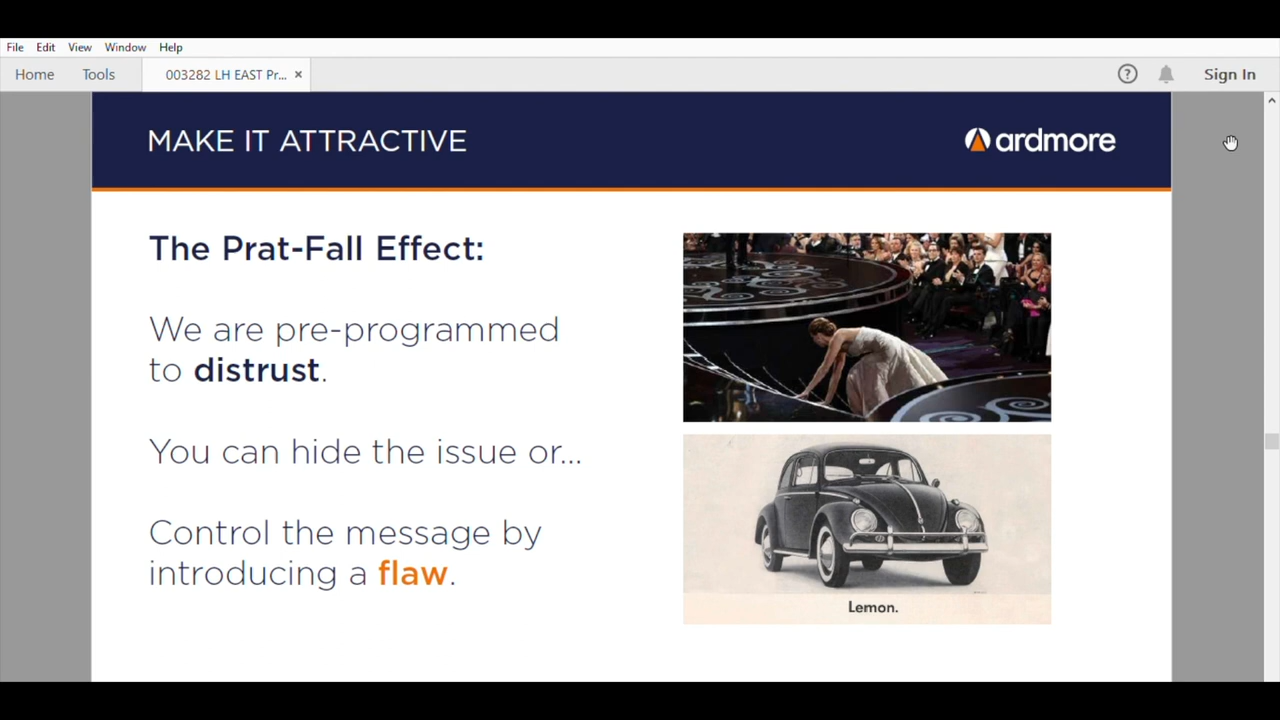 File Edit View Window Help
Home Tools 003282 LH EAST Pr... × ? Sign In
MAKE IT ATTRACTIVE
ardmore
The Prat-Fall Effect:
We are pre-programmed
to distrust.
You can hide the issue or...
Control the message by
introducing a flaw.
Lemon.